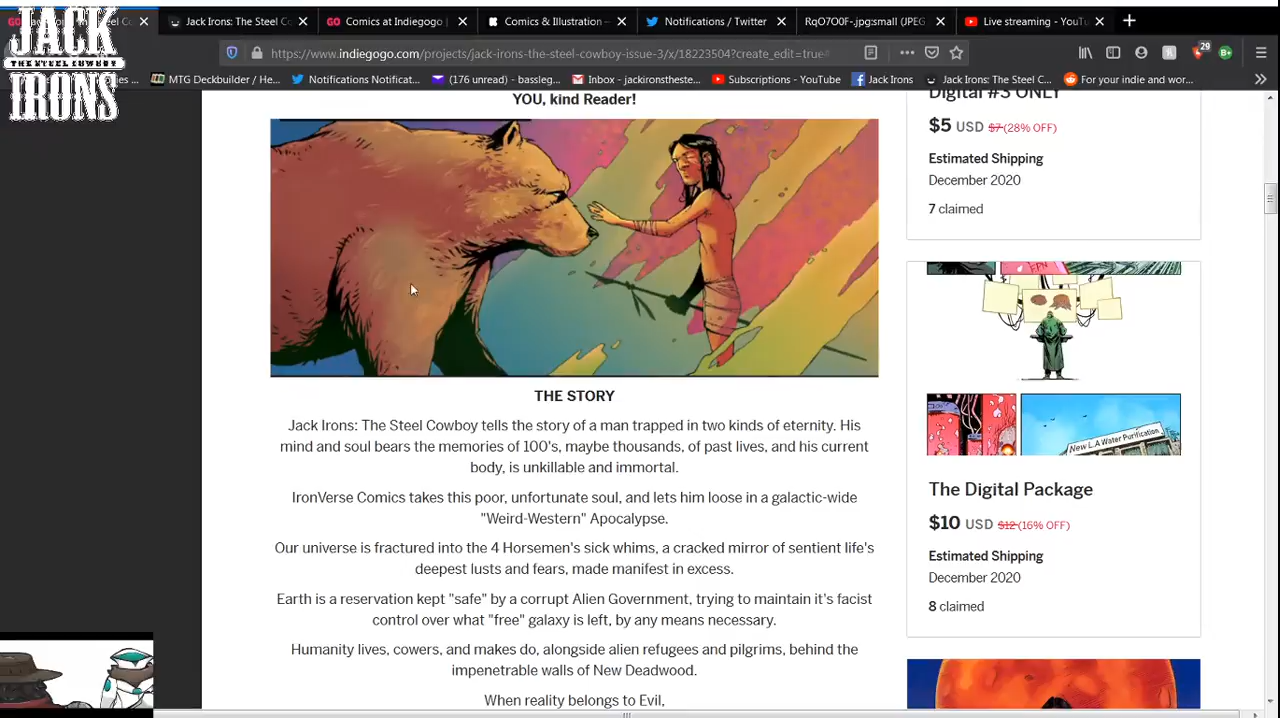 Jack Irons: The Steel Co
Comics at Indiegogo
Comics & Illustration —
Notifications / Twitter
RqO7O0F-.jpg:small (JPEG
Live streaming - YouTu
JACK
THE STEEL COWBOY
IRONS
https://www.indiegogo.com/projects/jack-irons-the-steel-cowboy-issue-3/x/18223504?create_edit=true
29
MTG Deckbuilder / He...
Notifications Notificat...
(176 unread) - bassleg...
Inbox - jackironsthe...
Subscriptions - YouTube
Jack Irons
Jack Irons: The Steel C...
For your indie and wor...
YOU, kind Reader!
THE STORY
Jack Irons: The Steel Cowboy tells the story of a man trapped in two kinds of eternity. His
mind and soul bears the memories of 100's, maybe thousands, of past lives, and his current
body, is unkillable and immortal.
IronVerse Comics takes this poor, unfortunate soul, and lets him loose in a galactic-wide
"Weird-Western" Apocalypse.
Our universe is fractured into the 4 Horsemen's sick whims, a cracked mirror of sentient life's
deepest lusts and fears, made manifest in excess.
Earth is a reservation kept "safe" by a corrupt Alien Government, trying to maintain it's facist
control over what "free" galaxy is left, by any means necessary.
Humanity lives, cowers, and makes do, alongside alien refugees and pilgrims, behind the
impenetrable walls of New Deadwood.
When reality belongs to Evil,
Digital #3 ONLY
$5 USD $7 (28% OFF)
Estimated Shipping
December 2020
7 claimed
New L.A Water Purification
The Digital Package
$10 USD $12 (16% OFF)
Estimated Shipping
December 2020
8 claimed